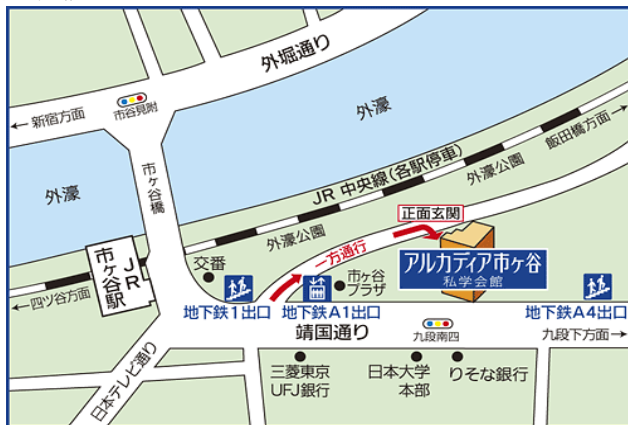 外堀通り
市谷見附
← 新宿方面
外濠
飯田橋方面 →
市ヶ谷橋
JR 中央線(各駅停車)
外濠公園
外濠
正面玄関
外濠公園
一方通行
アルカディア市ヶ谷
私学会館
JR
市ヶ谷駅
交番
市ヶ谷
プラザ
← 四ツ谷方面
地下鉄1出口
地下鉄A1出口
地下鉄A4出口
靖国通り
九段南四
九段下方面 →
日本テレビ通り
三菱東京
UFJ銀行
日本大学
本部
りそな銀行